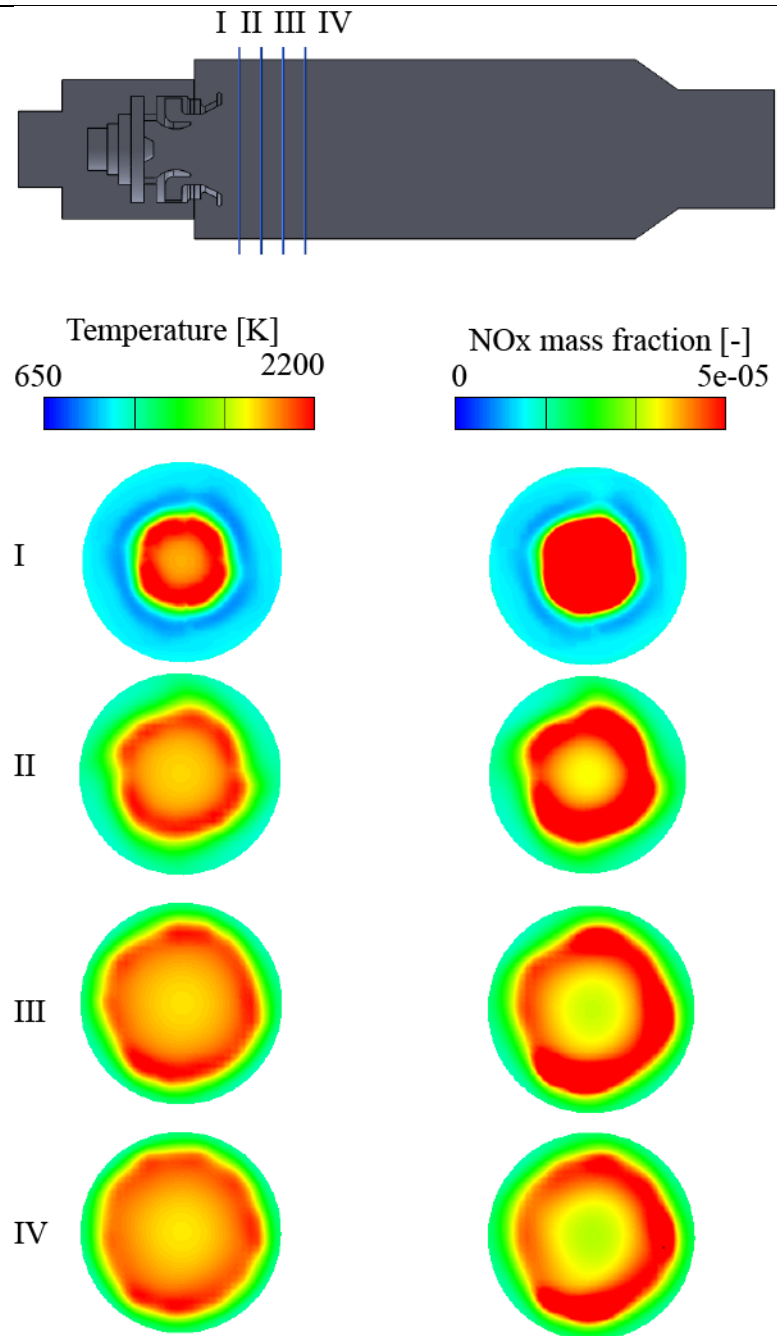 I II III IV
Temperature [K]
650 2200
NOx mass fraction [-]
0 5e-05
I
II
III
IV